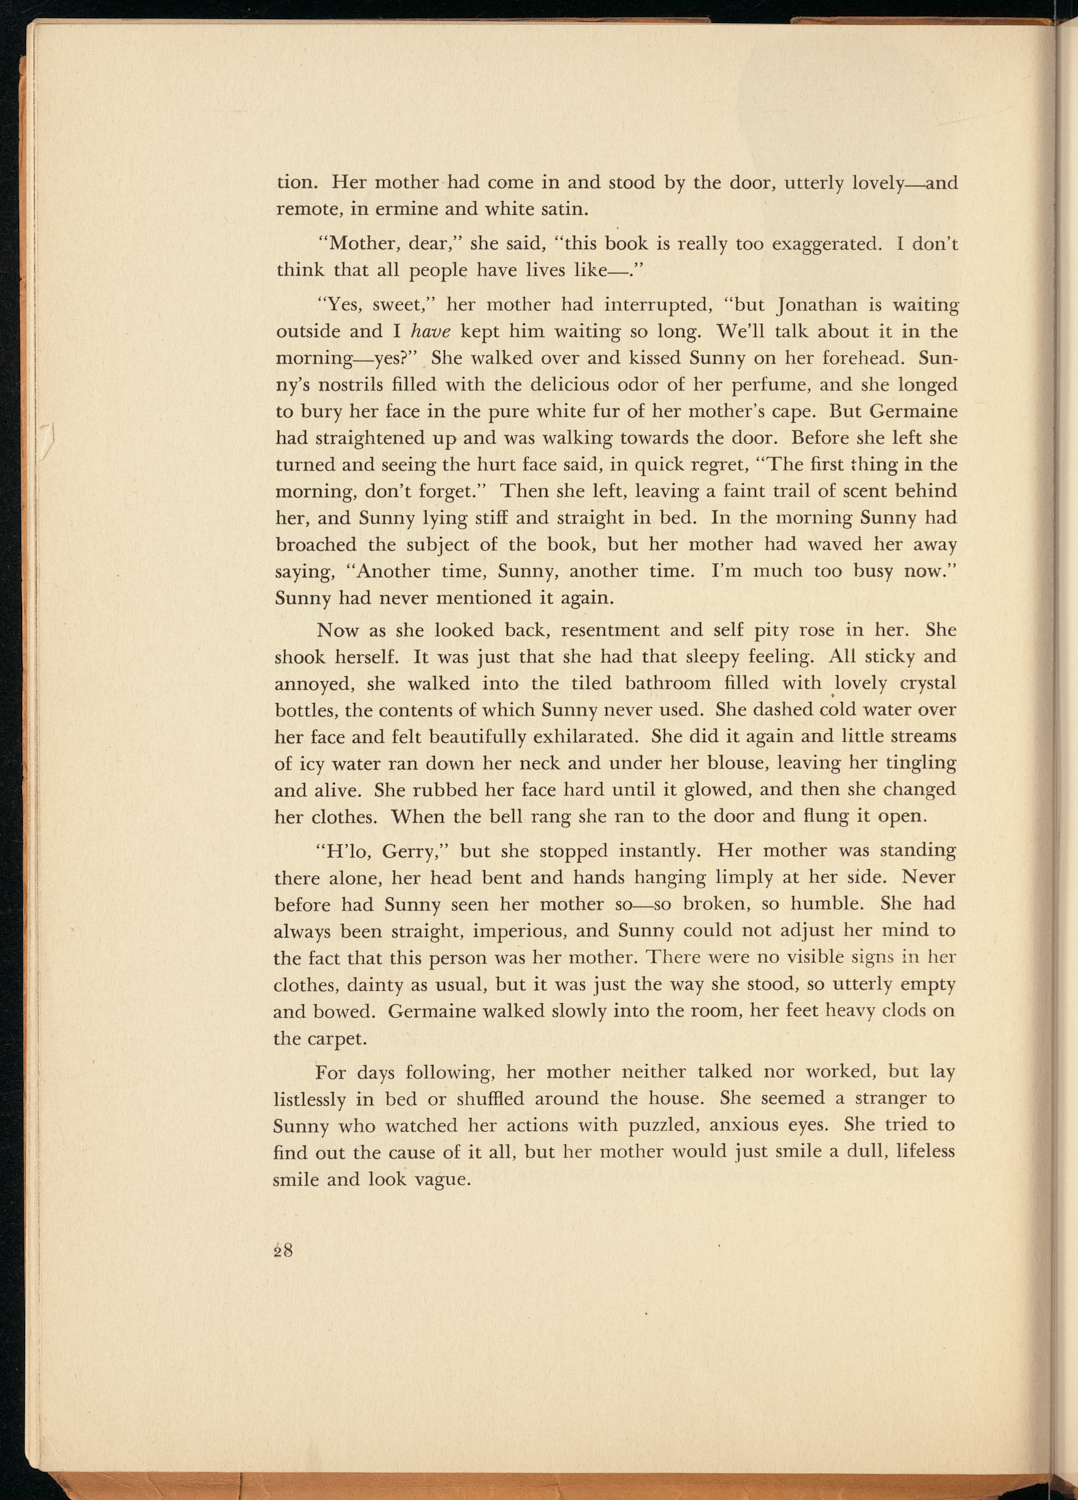 tion. Her mother had come in and stood by the door, utterly lovely—and
remote, in ermine and white satin.
“Mother, dear,” she said, “this book is really too exaggerated. I don’t
think that all people have lives like—.”
“Yes, sweet,” her mother had interrupted, “but Jonathan is waiting
outside and I have kept him waiting so long. We’ll talk about it in the
morning—yes?” She walked over and kissed Sunny on her forehead. Sun-
ny’s nostrils filled with the delicious odor of her perfume, and she longed
to bury her face in the pure white fur of her mother’s cape. But Germaine
had straightened up and was walking towards the door. Before she left she
turned and seeing the hurt face said, in quick regret, “The first thing in the
morning, don’t forget.” Then she left, leaving a faint trail of scent behind
her, and Sunny lying stiff and straight in bed. In the morning Sunny had
broached the subject of the book, but her mother had waved her away
saying, “Another time, Sunny, another time. I’m much too busy now.”
Sunny had never mentioned it again.
Now as she looked back, resentment and self pity rose in her. She
shook herself. It was just that she had that sleepy feeling. All sticky and
annoyed, she walked into the tiled bathroom filled with lovely crystal
bottles, the contents of which Sunny never used. She dashed cold water over
her face and felt beautifully exhilarated. She did it again and little streams
of icy water ran down her neck and under her blouse, leaving her tingling
and alive. She rubbed her face hard until it glowed, and then she changed
her clothes. When the bell rang she ran to the door and flung it open.
“H’lo, Gerry,” but she stopped instantly. Her mother was standing
there alone, her head bent and hands hanging limply at her side. Never
before had Sunny seen her mother so—so broken, so humble. She had
always been straight, imperious, and Sunny could not adjust her mind to
the fact that this person was her mother. There were no visible signs in her
clothes, dainty as usual, but it was just the way she stood, so utterly empty
and bowed. Germaine walked slowly into the room, her feet heavy clods on
the carpet.
For days following, her mother neither talked nor worked, but lay
listlessly in bed or shuffled around the house. She seemed a stranger to
Sunny who watched her actions with puzzled, anxious eyes. She tried to
find out the cause of it all, but her mother would just smile a dull, lifeless
smile and look vague.
28